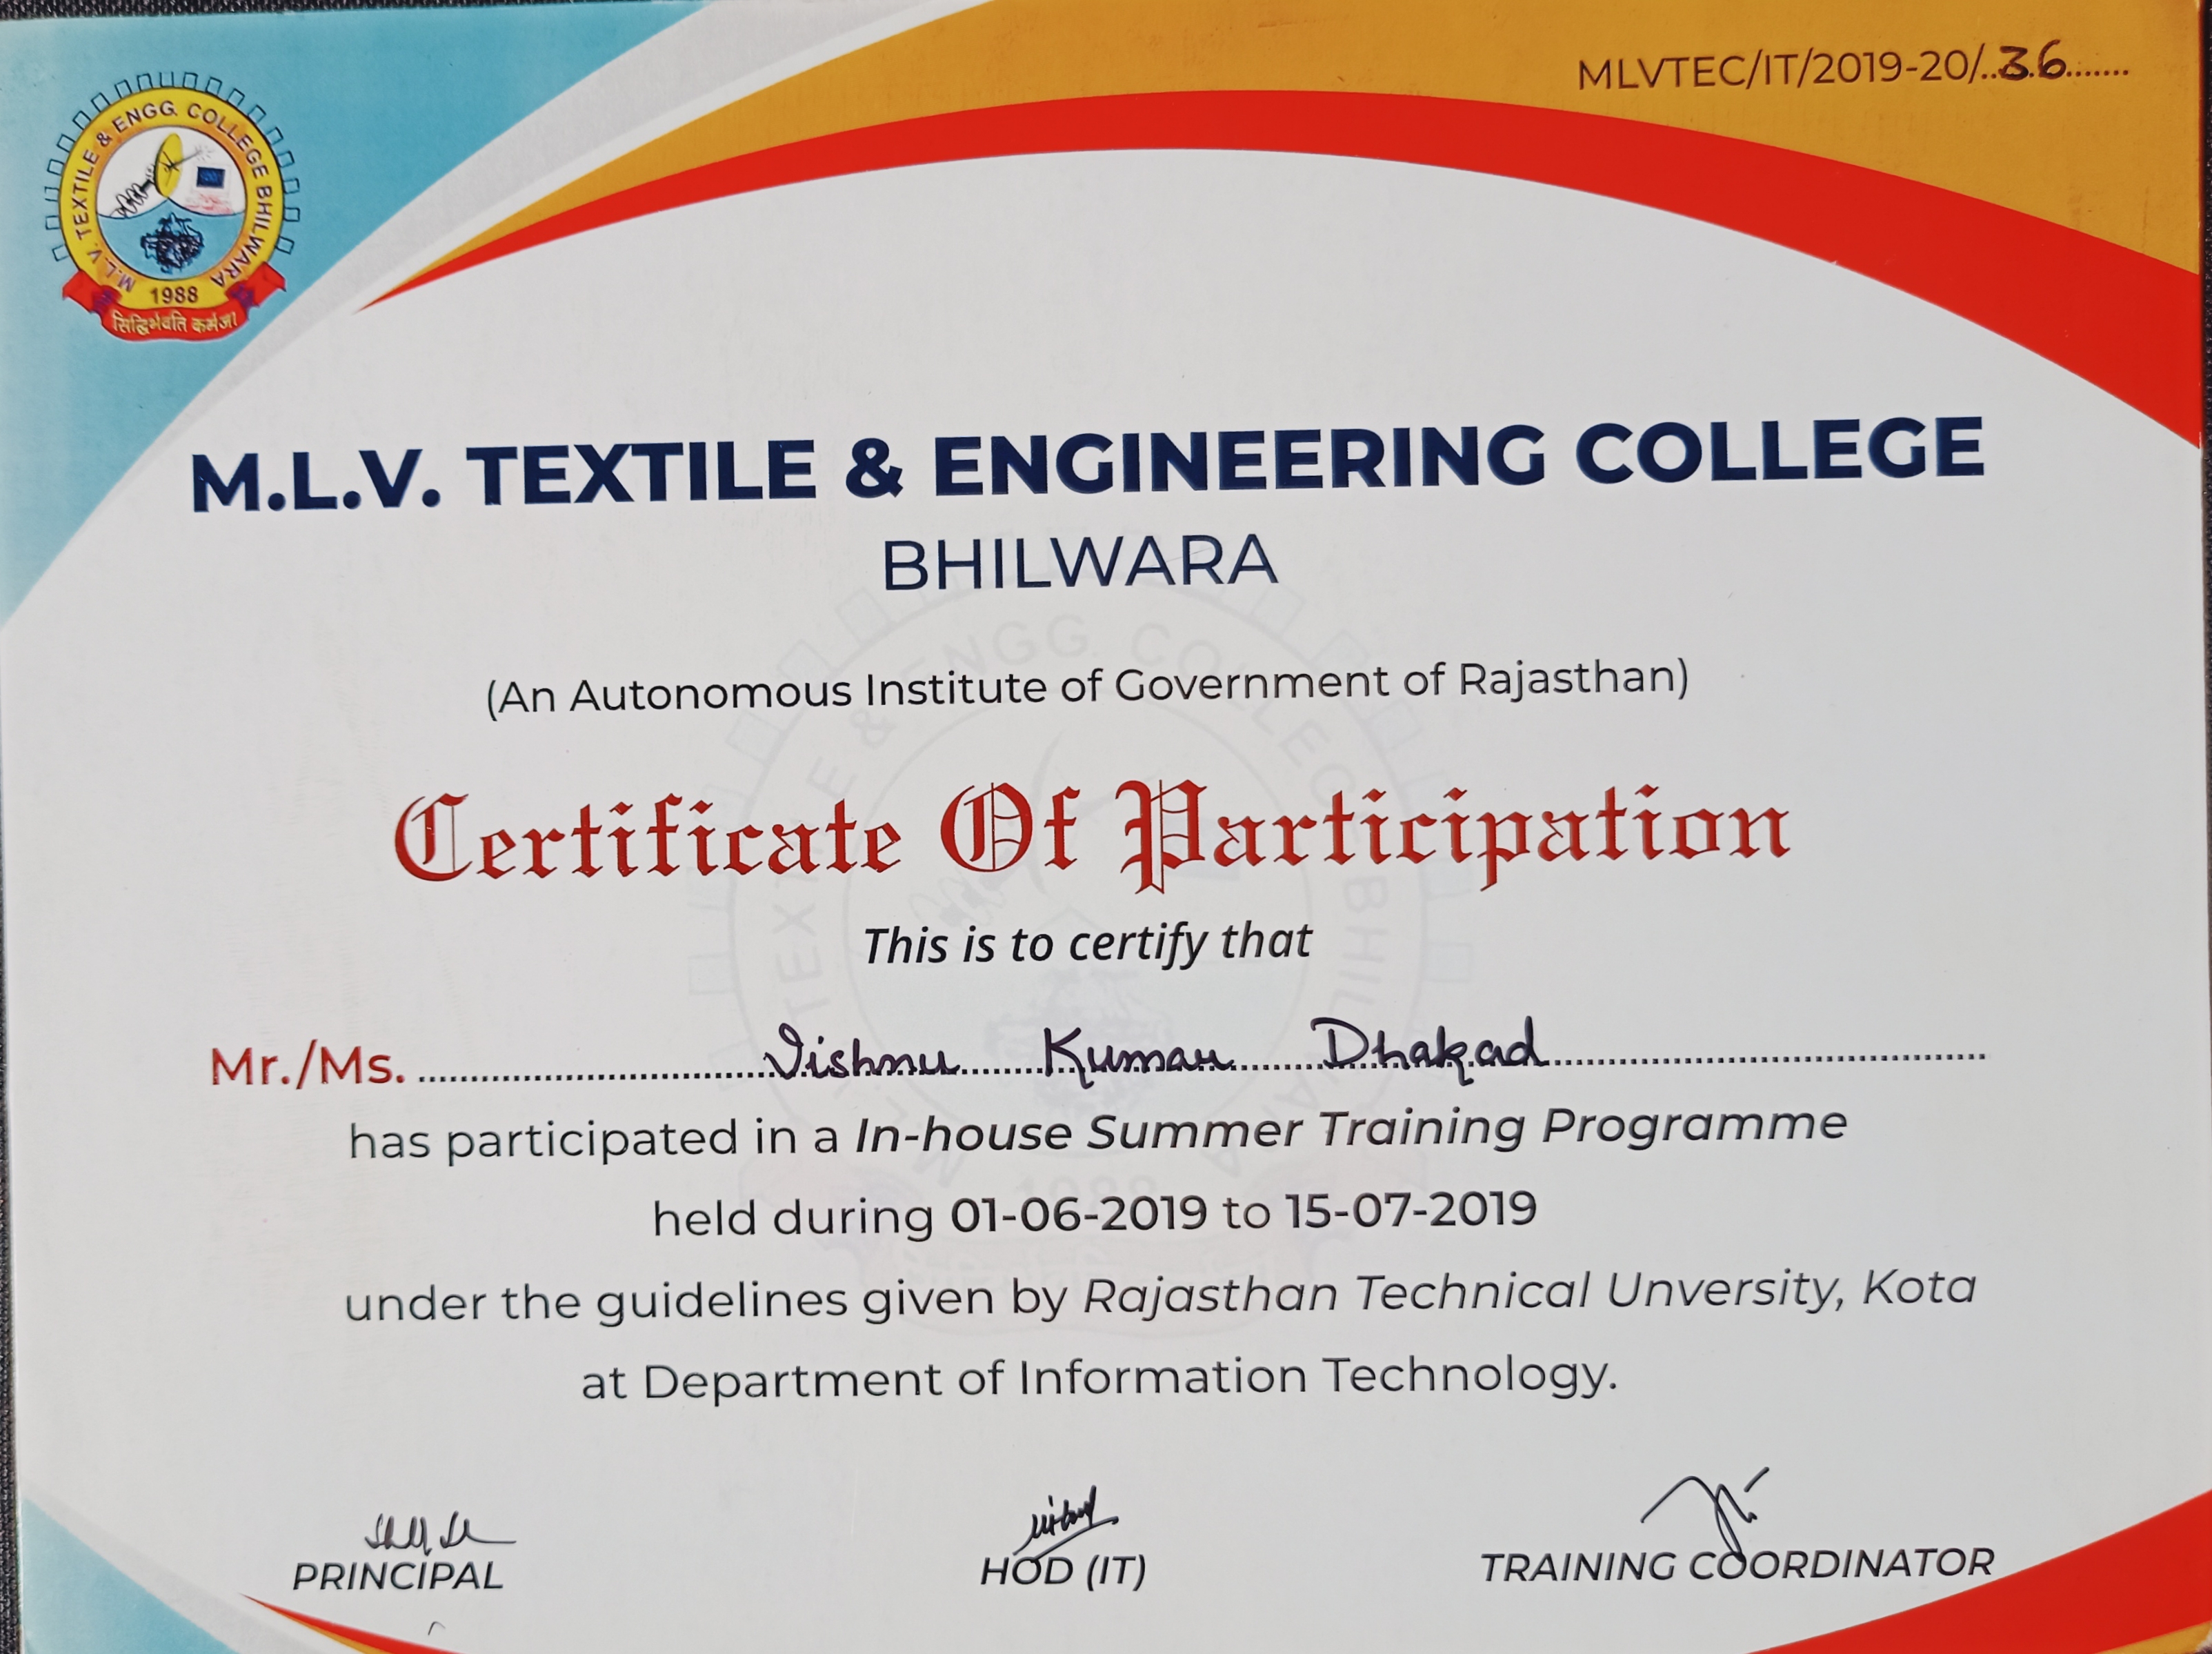 MLVTEC/IT/2019-20/..36.......
M.L.V. TEXTILE & ENGG. COLLEGE BHILWARA
1988
सिद्धिर्भवति कर्मजा
M.L.V. TEXTILE & ENGINEERING COLLEGE
BHILWARA
(An Autonomous Institute of Government of Rajasthan)
Certificate Of Participation
This is to certify that
Mr./Ms. Vishnu Kumar Dhakad
has participated in a In-house Summer Training Programme
held during 01-06-2019 to 15-07-2019
under the guidelines given by Rajasthan Technical Unversity, Kota
at Department of Information Technology.
PRINCIPAL
HOD (IT)
TRAINING COORDINATOR